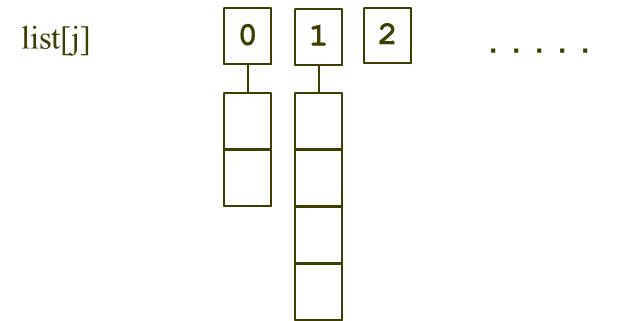 list[j] 0 1 2 .....